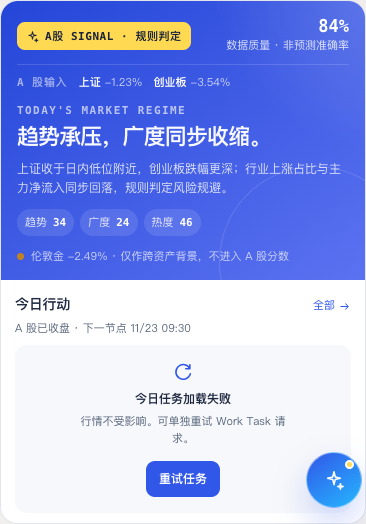 A股 SIGNAL · 规则判定
84%
数据质量 · 非预测准确率
A 股输入 上证 −1.23% 创业板 −3.54%
TODAY'S MARKET REGIME
趋势承压，广度同步收缩。
上证收于日内低位附近，创业板跌幅更深；行业上涨占比与主
力净流入同步回落，规则判定风险规避。
趋势 34 广度 24 热度 46
伦敦金 −2.49% · 仅作跨资产背景，不进入 A 股分数
今日行动
全部 →
A 股已收盘 · 下一节点 11/23 09:30
今日任务加载失败
行情不受影响。可单独重试 Work Task 请
求。
重试任务